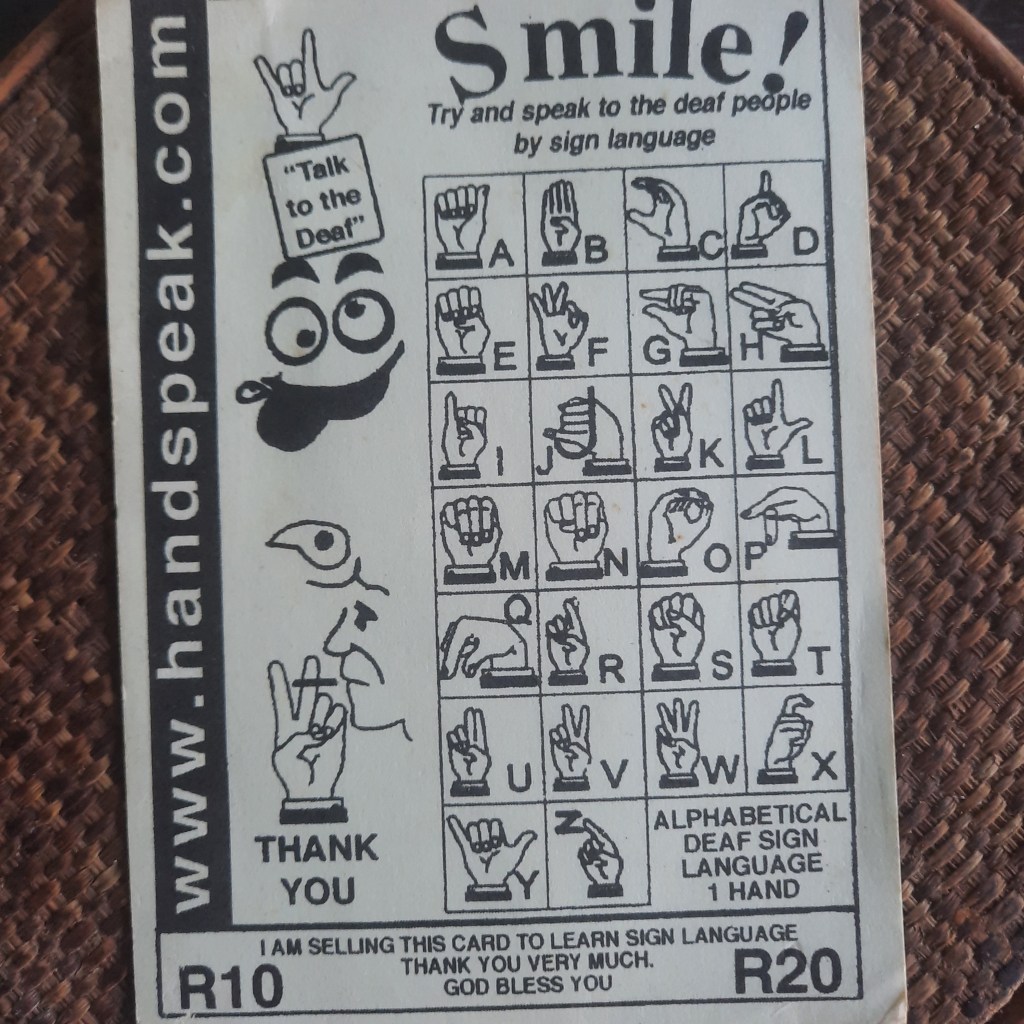 www.handspeak.com
"Talk
to the
Deaf"
Smile!
Try and speak to the deaf people
by sign language
A B C D
E F G H
I J K L
M N O P
Q R S T
U V W X
Y Z
ALPHABETICAL
DEAF SIGN
LANGUAGE
1 HAND
THANK
YOU
I AM SELLING THIS CARD TO LEARN SIGN LANGUAGE
THANK YOU VERY MUCH.
GOD BLESS YOU
R10
R20